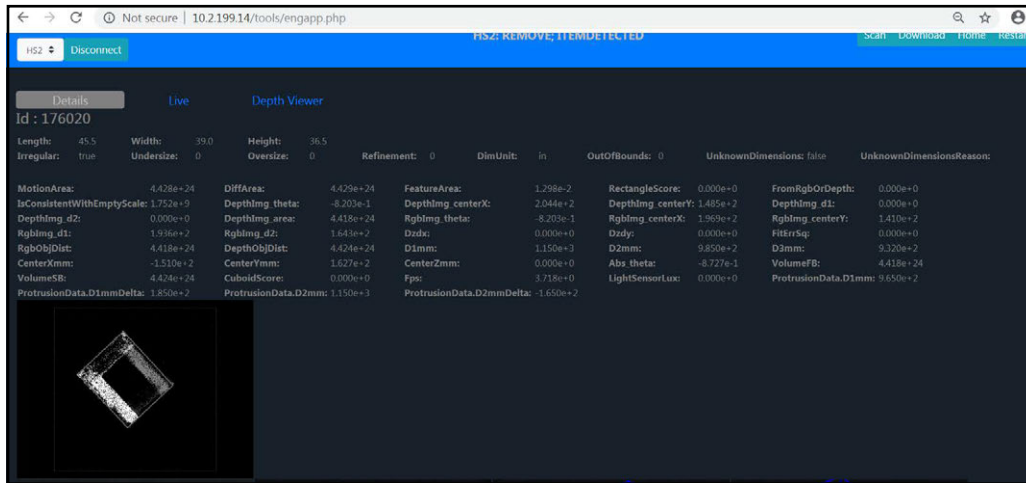 Not secure | 10.2.199.14/tools/engapp.php
HS2 Disconnect HS2: REMOVE; ITEMDETECTED Scan Download Home Restar
Details Live Depth Viewer
Id : 176020
Length: 45.5 Width: 39.0 Height: 36.5
Irregular: true Undersize: 0 Oversize: 0 Refinement: 0 DimUnit: in OutOfBounds: 0 UnknownDimensions: false UnknownDimensionsReason:
MotionArea: 4.428e+24 DiffArea: 4.429e+24 FeatureArea: 1.298e-2 RectangleScore: 0.000e+0 FromRgbOrDepth: 0.000e+0
IsConsistentWithEmptyScale: 1.752e+9 DepthImg_theta: -8.203e-1 DepthImg_centerX: 2.044e+2 DepthImg_centerY: 1.485e+2 DepthImg_d1: 0.000e+0
DepthImg_d2: 0.000e+0 DepthImg_area: 4.418e+24 RgbImg_theta: -8.203e-1 RgbImg_centerX: 1.969e+2 RgbImg_centerY: 1.410e+2
RgbImg_d1: 1.936e+2 RgbImg_d2: 1.643e+2 Dzdx: 0.000e+0 Dzdy: 0.000e+0 FitErrSq: 0.000e+0
RgbObjDist: 4.418e+24 DepthObjDist: 4.424e+24 D1mm: 1.150e+3 D2mm: 9.850e+2 D3mm: 9.320e+2
CenterXmm: -1.510e+2 CenterYmm: 1.627e+2 CenterZmm: 0.000e+0 Abs_theta: -8.727e-1 VolumeFB: 4.418e+24
VolumeSB: 4.424e+24 CuboidScore: 0.000e+0 Fps: 3.718e+0 LightSensorLux: 0.000e+0 ProtrusionData.D1mm: 9.650e+2
ProtrusionData.D1mmDelta: 1.850e+2 ProtrusionData.D2mm: 1.150e+3 ProtrusionData.D2mmDelta: -1.650e+2